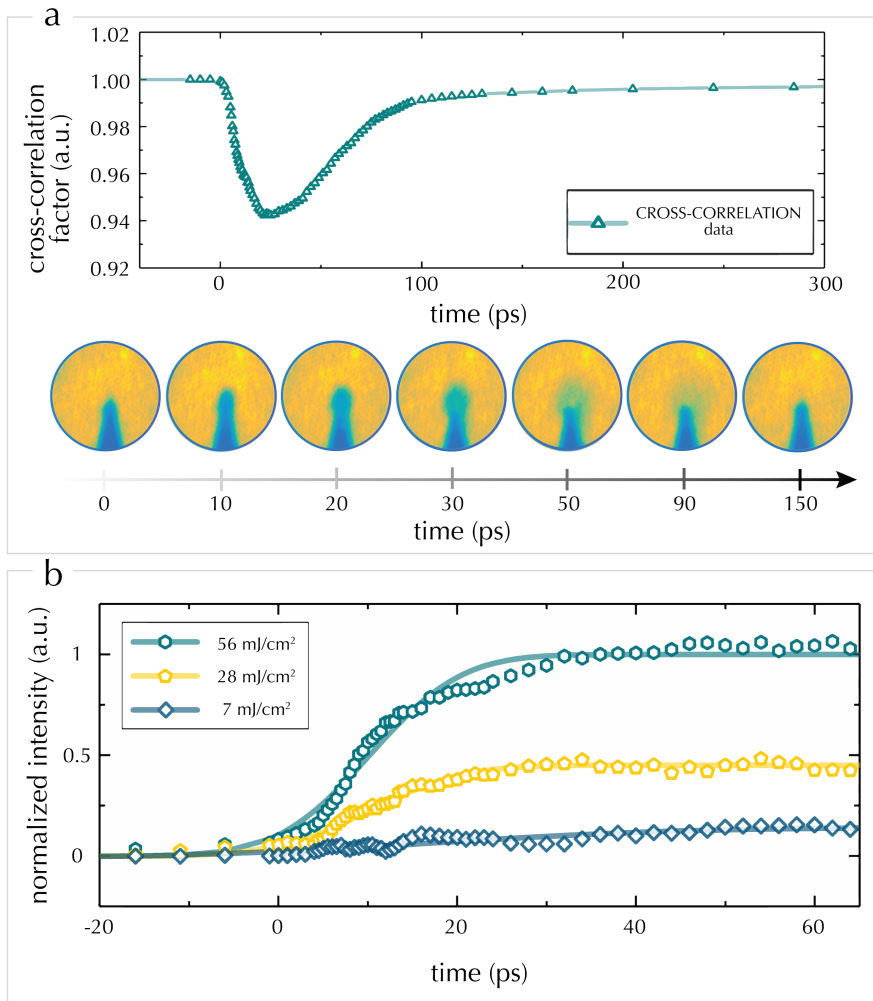 a
1.02
1.00
0.98
0.96
0.94
0.92
cross-correlation
factor (a.u.)
CROSS-CORRELATION
data
0
100
200
300
time (ps)
0
10
20
30
50
90
150
time (ps)
b
normalized intensity (a.u.)
1
0.5
0
56 mJ/cm²
28 mJ/cm²
7 mJ/cm²
-20
0
20
40
60
time (ps)